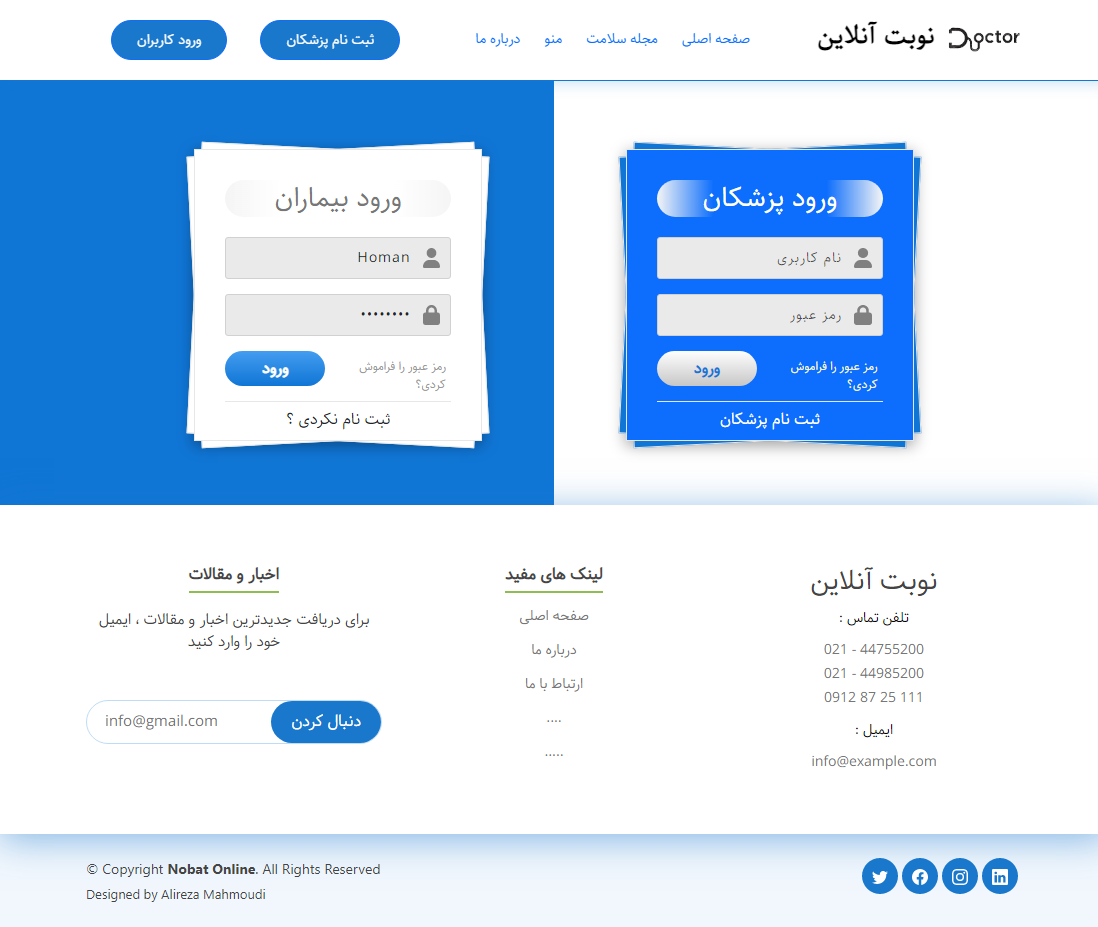 Doctor نوبت آنلاین
صفحه اصلی
مجله سلامت
منو
درباره ما
ثبت نام پزشکان
ورود کاربران
ورود پزشکان
نام کاربری
رمز عبور
رمز عبور را فراموش
کردی؟
ورود
ثبت نام پزشکان
ورود بیماران
Homan
••••••••
رمز عبور را فراموش
کردی؟
ورود
ثبت نام نکردی ؟
نوبت آنلاین
تلفن تماس :
021 - 44755200
021 - 44985200
0912 87 25 111
ایمیل :
info@example.com
لینک های مفید
صفحه اصلی
درباره ما
ارتباط با ما
....
.....
اخبار و مقالات
برای دریافت جدیدترین اخبار و مقالات ، ایمیل
خود را وارد کنید
info@gmail.com
دنبال کردن
© Copyright Nobat Online. All Rights Reserved
Designed by Alireza Mahmoudi